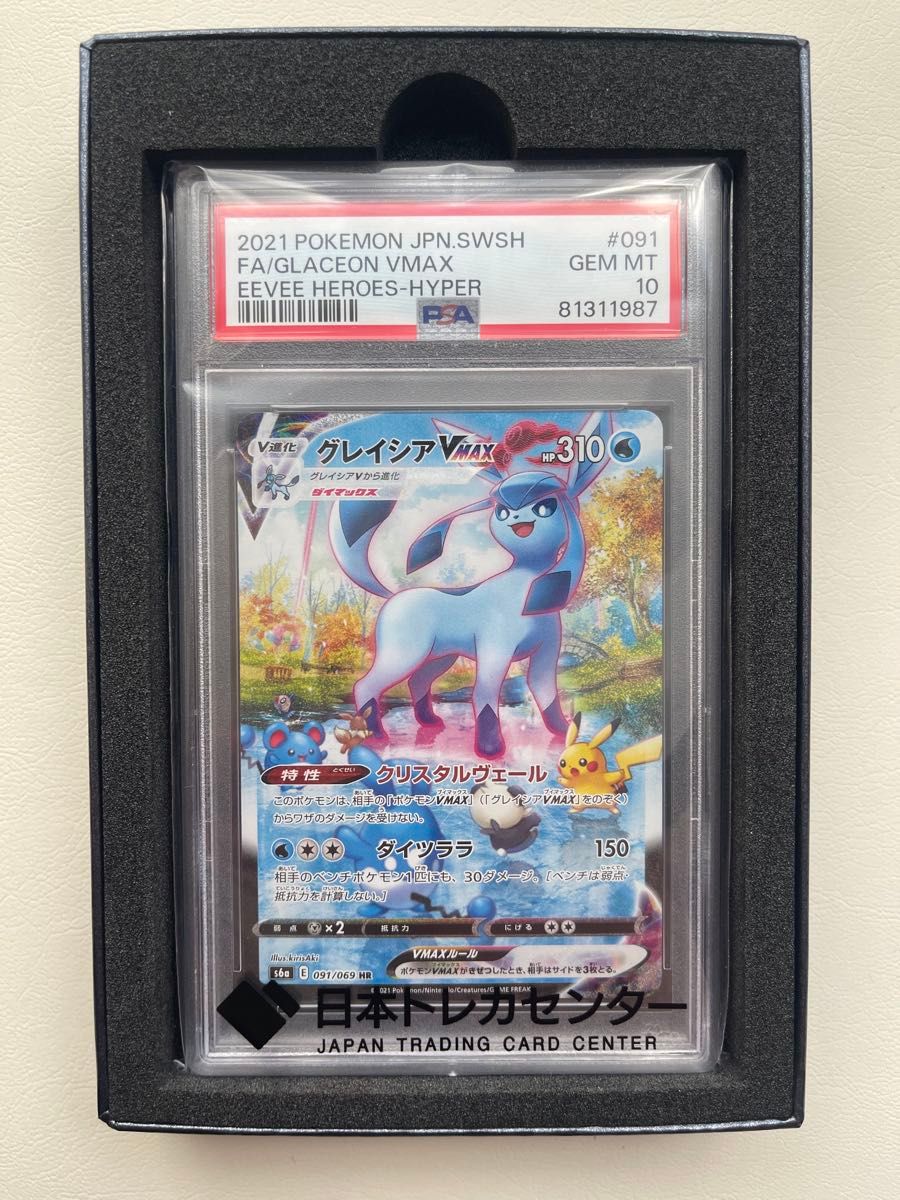 2021 POKEMON JPN.SWSH #091
FA/GLACEON VMAX GEM MT
EEVEE HEROES-HYPER 10
PSA 81311987
V進化 グレイシアVMAX HP310
グレイシアVから進化
ダイマックス
特性 とくせい クリスタルヴェール
このポケモンは、相手の「ポケモンVMAX」(「グレイシアVMAX」をのぞく)
からワザのダメージを受けない。
ダイツララ 150
相手のベンチポケモン1匹にも、30ダメージ。[ベンチは弱点・
抵抗力を計算しない。]
弱点 ×2 抵抗力 にげる
Illus.kirisAki
VMAXルール
s6a E 091/069 HR
ポケモンVMAXがきぜつしたとき、相手はサイドを3枚とる。
©2021 Pokémon/Nintendo/Creatures/GAME FREAK
日本トレカセンター
JAPAN TRADING CARD CENTER